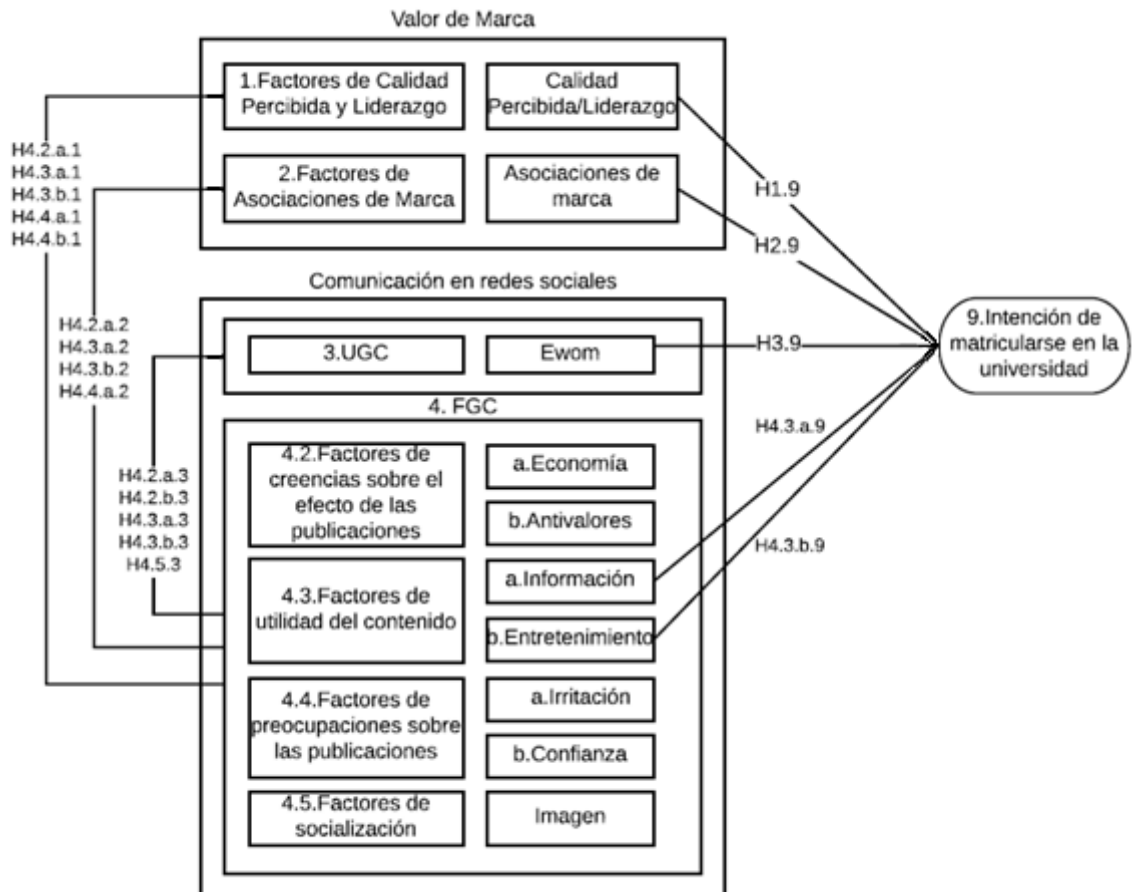 Valor de Marca
1.Factores de Calidad
Percibida y Liderazgo
Calidad
Percibida/Liderazgo
2.Factores de
Asociaciones de Marca
Asociaciones de
marca
H4.2.a.1
H4.3.a.1
H4.3.b.1
H4.4.a.1
H4.4.b.1
H1.9
H2.9
Comunicación en redes sociales
H4.2.a.2
H4.3.a.2
H4.3.b.2
H4.4.a.2
3.UGC
Ewom
H3.9
9.Intención de
matricularse en la
universidad
4. FGC
H4.2.a.3
H4.2.b.3
H4.3.a.3
H4.3.b.3
H4.5.3
4.2.Factores de
creencias sobre el
efecto de las
publicaciones
a.Economía
b.Antivalores
H4.3.a.9
H4.3.b.9
4.3.Factores de
utilidad del contenido
a.Información
b.Entretenimiento
4.4.Factores de
preocupaciones sobre
las publicaciones
a.Irritación
b.Confianza
4.5.Factores de
socialización
Imagen